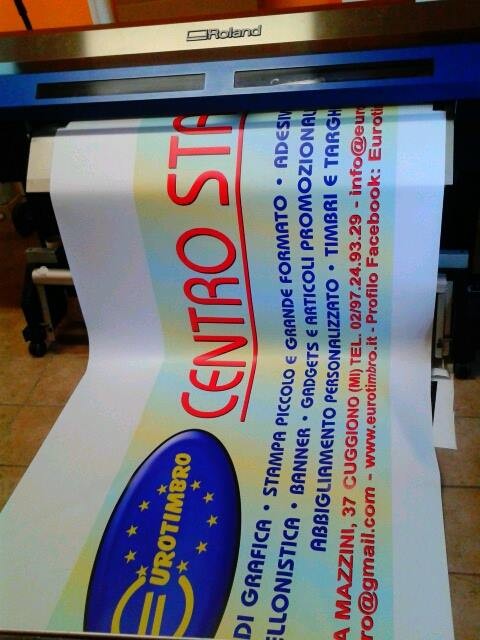 Roland
CENTRO STA
EUROTIMBRO
DI GRAFICA • STAMPA PICCOLO E GRANDE FORMATO • ADESIV
ELLONISTICA • BANNER • GADGETS E ARTICOLI PROMOZIONAL
ABBIGLIAMENTO PERSONALIZZATO • TIMBRI E TARGH
A MAZZINI, 37 CUGGIONO (MI) TEL. 02/97.24.93.29 - info@eur
ro@gmail.com - www.eurotimbro.it - Profilo Facebook: Eurotim